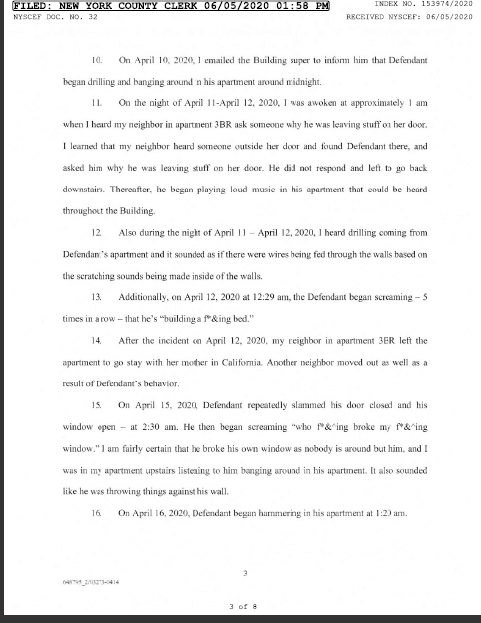 FILED: NEW YORK COUNTY CLERK 06/05/2020 01:58 PM
INDEX NO. 153974/2020
NYSCEF DOC. NO. 32
RECEIVED NYSCEF: 06/05/2020
10. On April 10, 2020, I emailed the Building super to inform him that Defendant
began drilling and banging around in his apartment around midnight.
11. On the night of April 11-April 12, 2020, I was awoken at approximately 1 am
when I heard my neighbor in apartment 3BR ask someone why he was leaving stuff on her door.
I learned that my neighbor heard someone outside her door and found Defendant there, and
asked him why he was leaving stuff on her door. He did not respond and left to go back
downstairs. Thereafter, he began playing loud music in his apartment that could be heard
throughout the Building.
12. Also during the night of April 11 – April 12, 2020, I heard drilling coming from
Defendant's apartment and it sounded as if there were wires being fed through the walls based on
the scratching sounds being made inside of the walls.
13. Additionally, on April 12, 2020 at 12:29 am, the Defendant began screaming – 5
times in a row – that he's "building a f*&ing bed."
14. After the incident on April 12, 2020, my neighbor in apartment 3BR left the
apartment to go stay with her mother in California. Another neighbor moved out as well as a
result of Defendant's behavior.
15. On April 15, 2020, Defendant repeatedly slammed his door closed and his
window open – at 2:30 am. He then began screaming "who f*&^ing broke my f*&^ing
window." I am fairly certain that he broke his own window as nobody is around but him, and I
was in my apartment upstairs listening to him banging around in his apartment. It also sounded
like he was throwing things against his wall.
16. On April 16, 2020, Defendant began hammering in his apartment at 1:20 am.
3
3 of 8